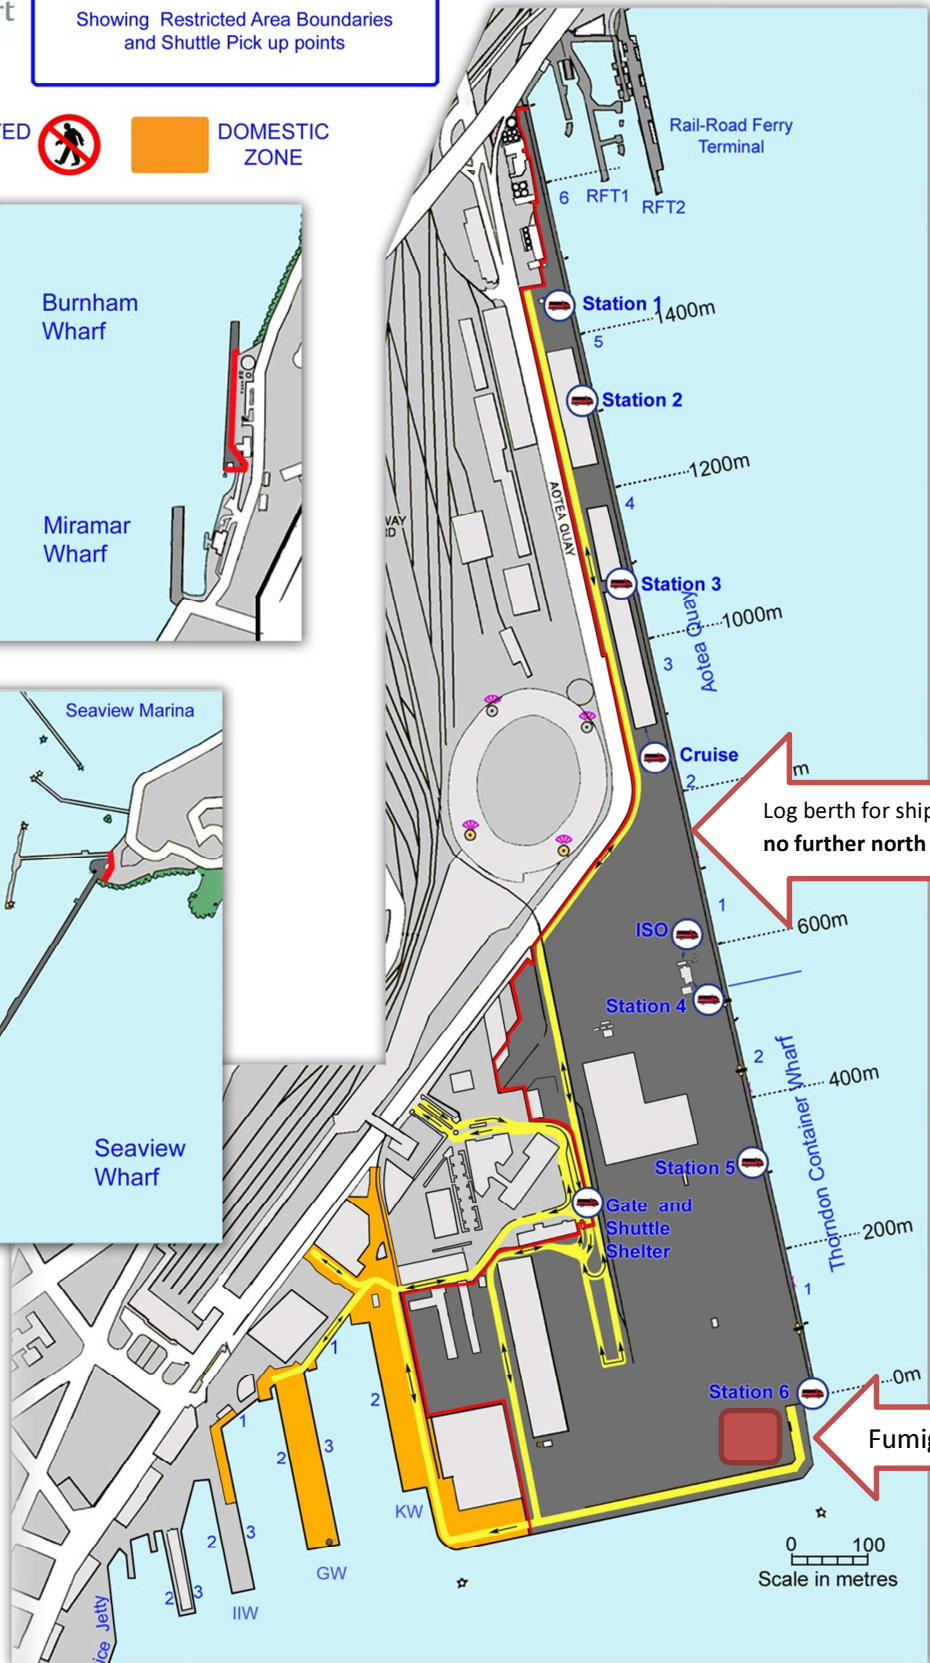 Showing Restricted Area Boundaries
and Shuttle Pick up points
DOMESTIC
ZONE
Rail-Road Ferry
Terminal
6
RFT1
RFT2
Burnham
Wharf
Miramar
Wharf
Station 1
1400m
5
Station 2
1200m
4
AOTEA QUAY
Station 3
1000m
3
Aotea Quay
Cruise
2
m
Log berth for ship
no further north
Seaview Marina
1
ISO
600m
Station 4
2
400m
Thorndon Container Wharf
Seaview
Wharf
Station 5
Gate and
Shuttle
Shelter
200m
1
1
2
Station 6
0m
1
2
3
Fumig
KW
2
3
GW
2
3
IIW
ice Jetty
0
100
Scale in metres